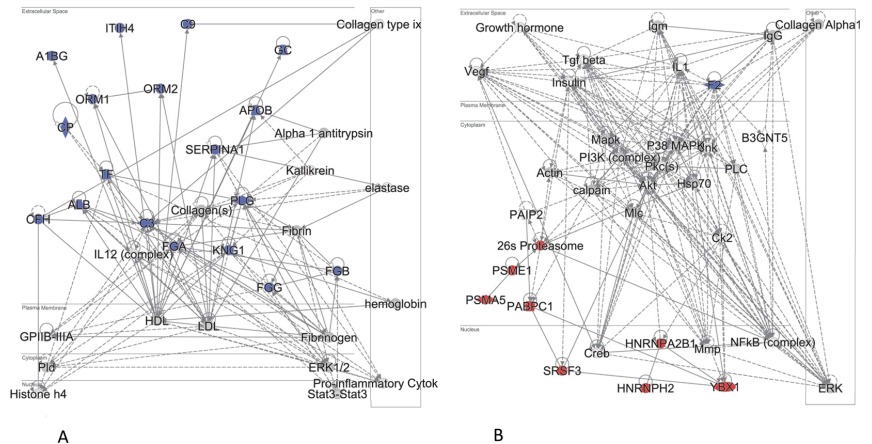 Extracellular Space
Other
C9
Collagen type ix
ITIH4
GC
A1BG
ORM2
ORM1
APOB
CP
Alpha 1 antitrypsin
SERPINA1
Kallikrein
TF
elastase
ALB
PLG
Collagen(s)
CFH
C3
Fibrin
FGA
KNG1
IL12 (complex)
FGB
FGG
hemoglobin
Plasma Membrane
HDL
LDL
GPIIB-IIIA
Fibrinogen
Cytoplasm
Pld
ERK1/2
Nucleus
Pro-inflammatory Cytok
Histone h4
Stat3-Stat3
A
Extracellular Space
Other
Growth hormone
Igm
Collagen Alpha1
IgG
Tgf beta
Vegf
IL1
Insulin
F2
Plasma Membrane
Cytoplasm
Mapk
P38 MAPK
Jnk
B3GNT5
PI3K (complex)
Pkc(s)
PLC
Actin
Akt
Hsp70
calpain
PAIP2
Mlc
Ck2
26s Proteasome
PSME1
PSMA5
PABPC1
Nucleus
HNRNPA2B1
NFkB (complex)
Creb
Mmp
SRSF3
HNRNPH2
YBX1
ERK
B